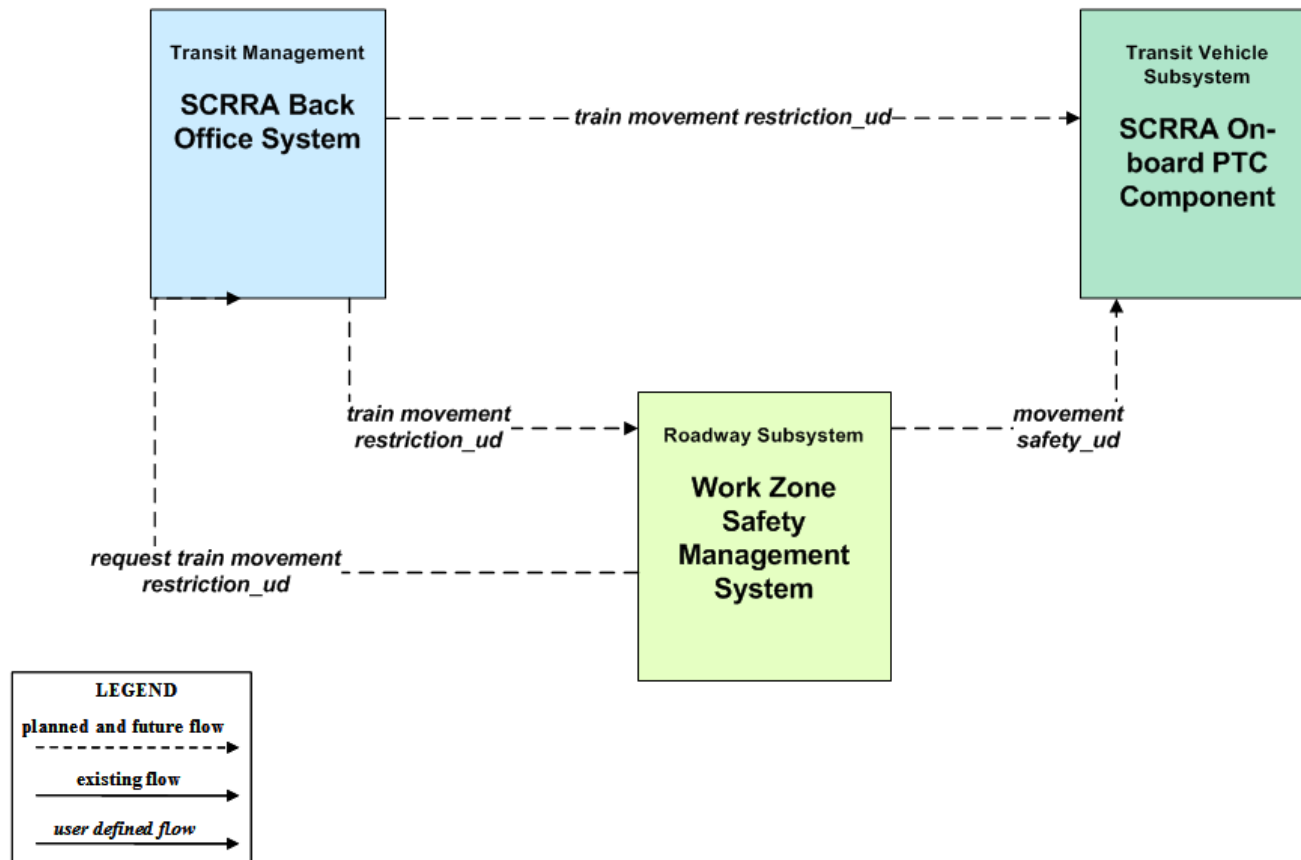 Transit Management
SCRRA Back
Office System
Transit Vehicle
Subsystem
SCRRA On-
board PTC
Component
train movement restriction_ud
train movement
restriction_ud
Roadway Subsystem
Work Zone
Safety
Management
System
movement
safety_ud
request train movement
restriction_ud
LEGEND
planned and future flow
existing flow
user defined flow